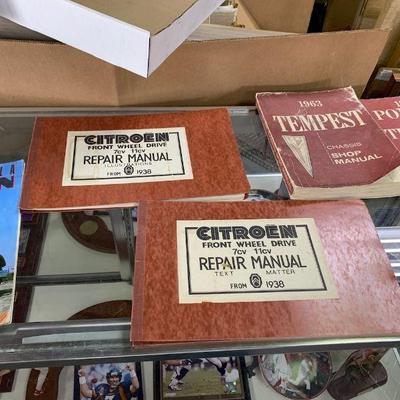 CITROEN
FRONT WHEEL DRIVE
7cv 11cv
REPAIR MANUAL
ILLUSTRATIONS
FROM 1938
CITROEN
FRONT WHEEL DRIVE
7cv 11cv
REPAIR MANUAL
TEXT MATTER
FROM 1938
1963
TEMPEST
CHASSIS
SHOP
MANUAL